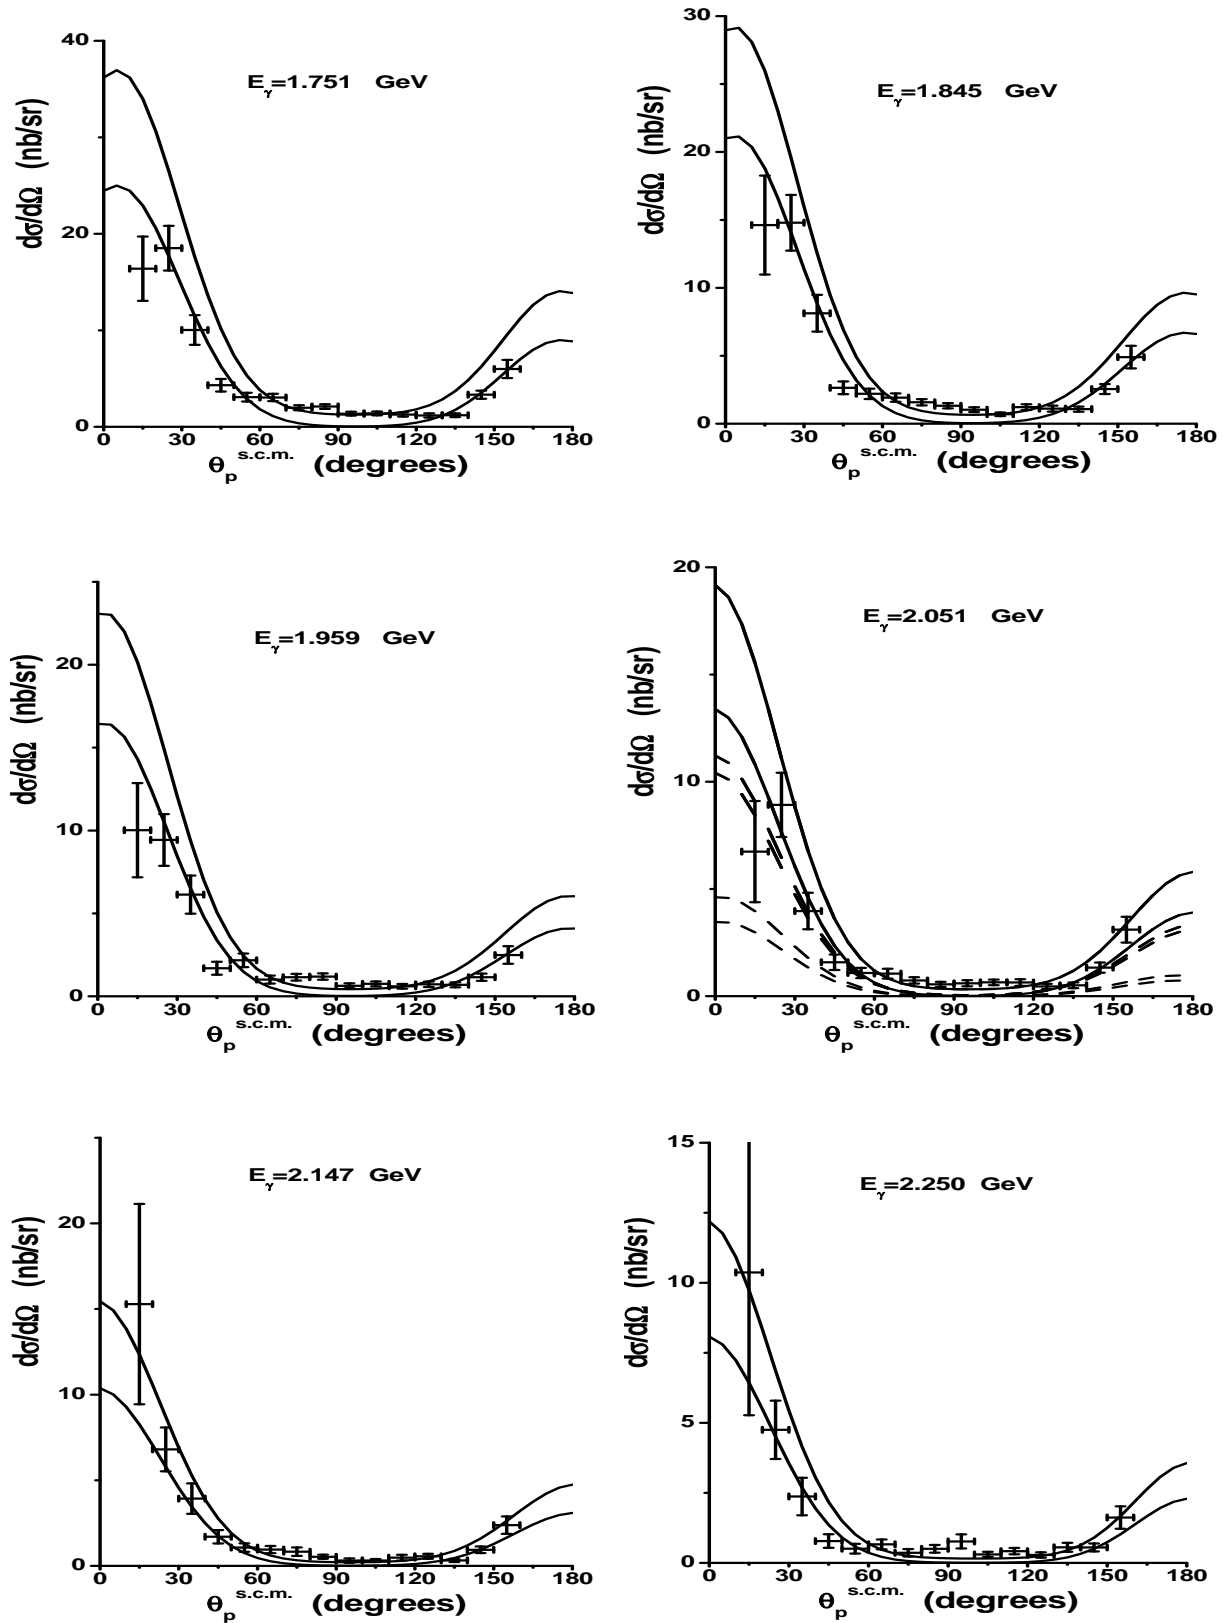 40
20
0
0 30 60 90 120 150 180
E_γ=1.751 GeV
dσ/dΩ (nb/sr)
θ_p^s.c.m. (degrees)
30
20
10
0
0 30 60 90 120 150 180
E_γ=1.845 GeV
dσ/dΩ (nb/sr)
θ_p^s.c.m. (degrees)
20
10
0
0 30 60 90 120 150 180
E_γ=1.959 GeV
dσ/dΩ (nb/sr)
θ_p^s.c.m. (degrees)
20
10
0
0 30 60 90 120 150 180
E_γ=2.051 GeV
dσ/dΩ (nb/sr)
θ_p^s.c.m. (degrees)
20
10
0
0 30 60 90 120 150 180
E_γ=2.147 GeV
dσ/dΩ (nb/sr)
θ_p^s.c.m. (degrees)
15
10
5
0
0 30 60 90 120 150 180
E_γ=2.250 GeV
dσ/dΩ (nb/sr)
θ_p^s.c.m. (degrees)